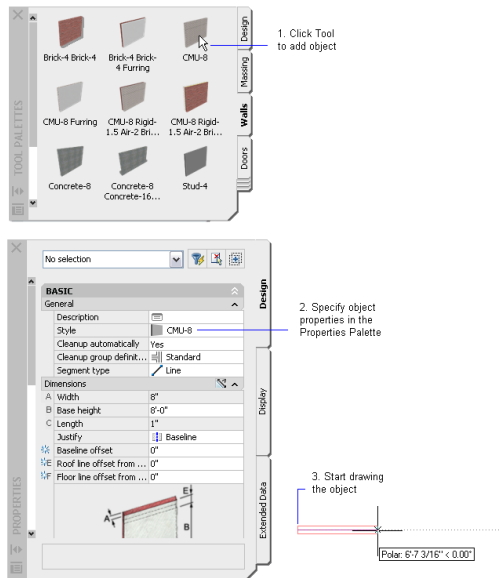 Design
Massing
Walls
Doors
TOOL PALETTES
1. Click Tool
to add object
Brick-4 Brick-4
Brick-4 Brick-
4 Furring
CMU-8
CMU-8 Furring
CMU-8 Rigid-
1.5 Air-2 Bri...
CMU-8 Rigid-
1.5 Air-2 Bri...
Concrete-8
Concrete-8
Concrete-16...
Stud-4
PROPERTIES
No selection
Design
Display
Extended Data
BASIC
General
Description
Style CMU-8
Cleanup automatically Yes
Cleanup group definit... Standard
Segment type Line
Dimensions
A Width 8"
B Base height 8'-0"
C Length 1"
Justify Baseline
Baseline offset 0"
E Roof line offset from ... 0"
F Floor line offset from ... 0"
E
A
B
2. Specify object
properties in the
Properties Palette
3. Start drawing
the object
Polar: 6'-7 3/16" < 0.00°